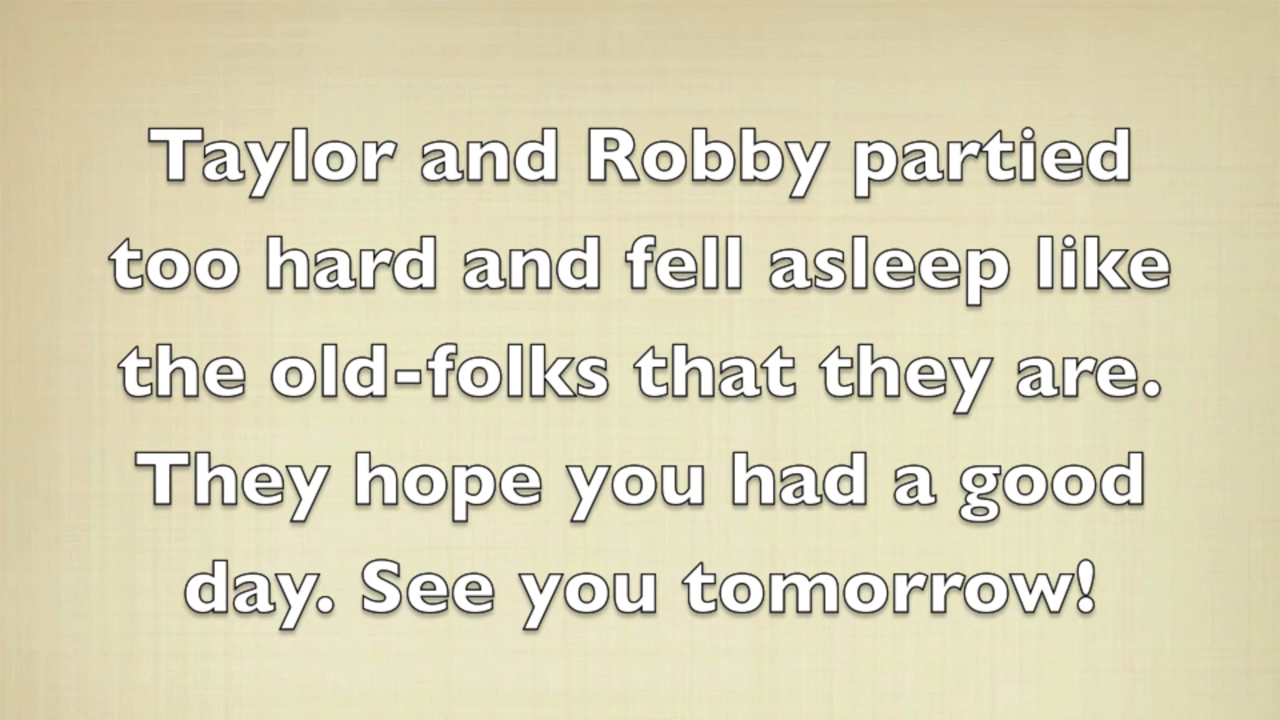 Taylor and Robby partied
too hard and fell asleep like
the old-folks that they are.
They hope you had a good
day. See you tomorrow!